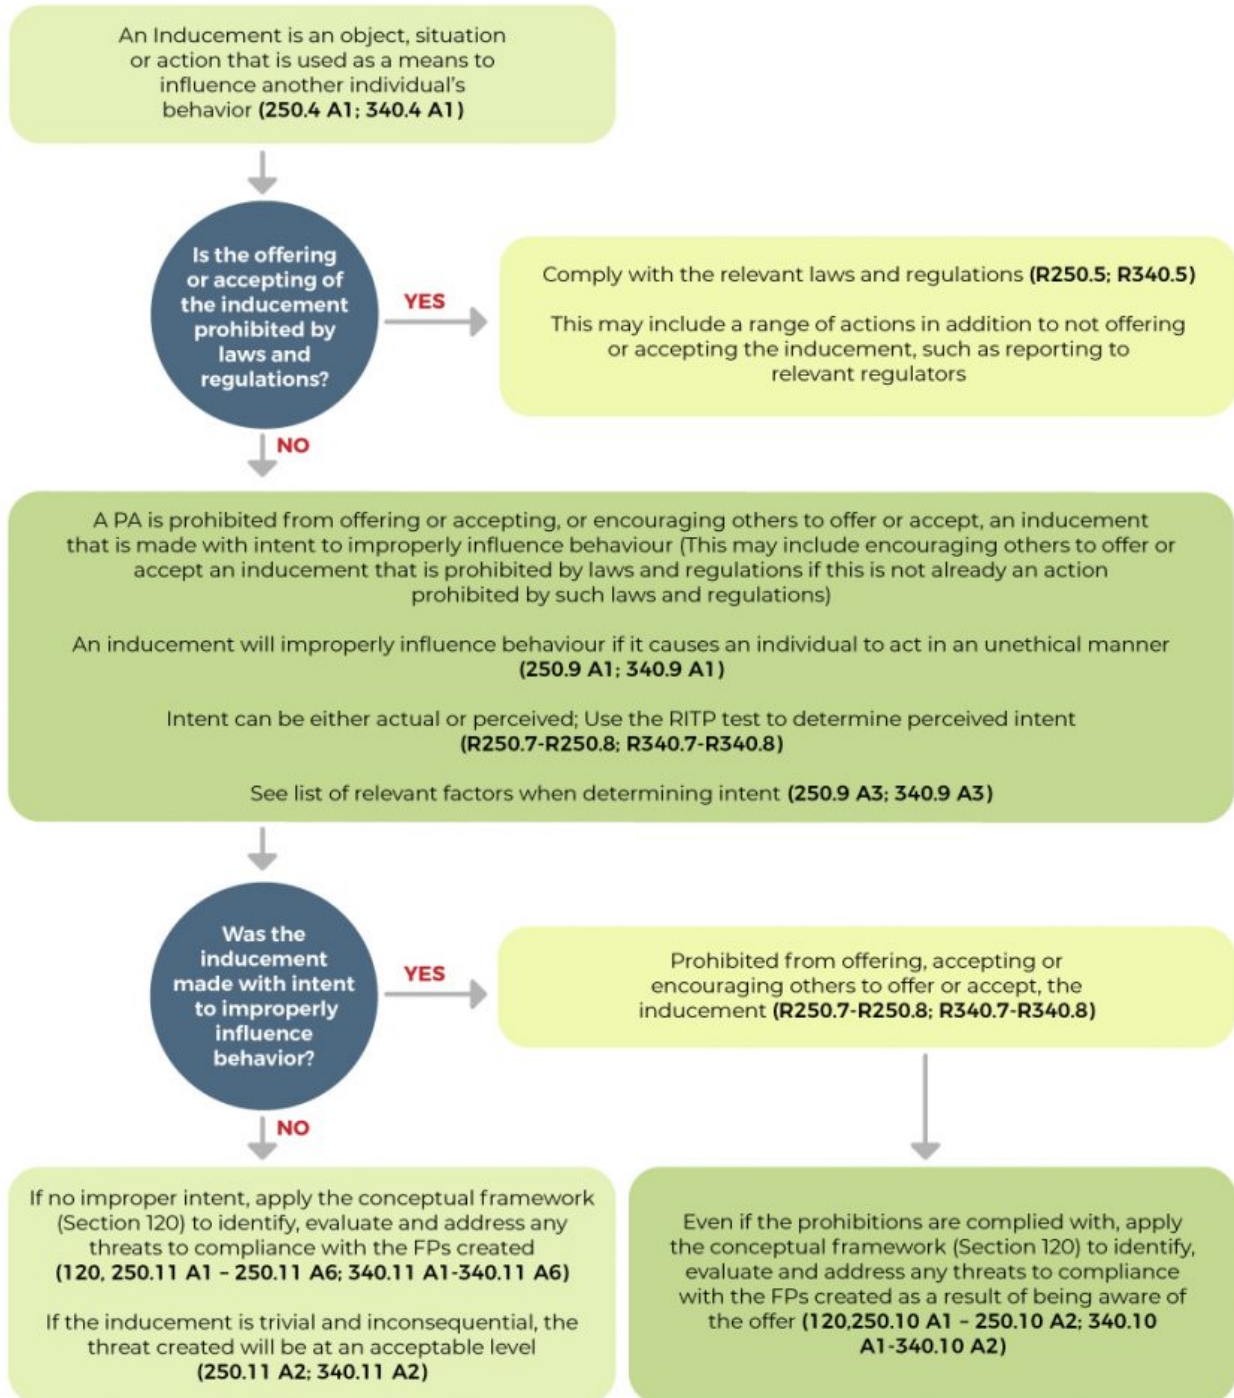 An Inducement is an object, situation
or action that is used as a means to
influence another individual's
behavior (250.4 A1; 340.4 A1)
Is the offering
or accepting of
the inducement
prohibited by
laws and
regulations?
YES
Comply with the relevant laws and regulations (R250.5; R340.5)
This may include a range of actions in addition to not offering
or accepting the inducement, such as reporting to
relevant regulators
NO
A PA is prohibited from offering or accepting, or encouraging others to offer or accept, an inducement
that is made with intent to improperly influence behaviour (This may include encouraging others to offer or
accept an inducement that is prohibited by laws and regulations if this is not already an action
prohibited by such laws and regulations)
An inducement will improperly influence behaviour if it causes an individual to act in an unethical manner
(250.9 A1; 340.9 A1)
Intent can be either actual or perceived; Use the RITP test to determine perceived intent
(R250.7-R250.8; R340.7-R340.8)
See list of relevant factors when determining intent (250.9 A3; 340.9 A3)
Was the
inducement
made with intent
to improperly
influence
behavior?
YES
Prohibited from offering, accepting or
encouraging others to offer or accept, the
inducement (R250.7-R250.8; R340.7-R340.8)
NO
If no improper intent, apply the conceptual framework
(Section 120) to identify, evaluate and address any
threats to compliance with the FPs created
(120, 250.11 A1 – 250.11 A6; 340.11 A1-340.11 A6)
If the inducement is trivial and inconsequential, the
threat created will be at an acceptable level
(250.11 A2; 340.11 A2)
Even if the prohibitions are complied with, apply
the conceptual framework (Section 120) to identify,
evaluate and address any threats to compliance
with the FPs created as a result of being aware of
the offer (120,250.10 A1 – 250.10 A2; 340.10
A1-340.10 A2)